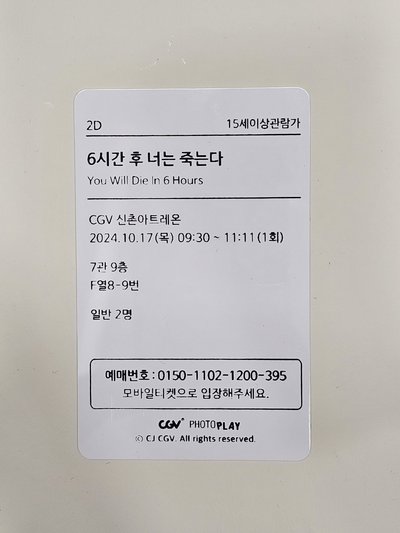 2D 15세이상관람가
6시간 후 너는 죽는다
You Will Die In 6 Hours
CGV 신촌아트레온
2024.10.17(목) 09:30 ~ 11:11(1회)
7관 9층
F열8-9번
일반 2명
예매번호 : 0150-1102-1200-395
모바일티켓으로 입장해주세요.
CGV PHOTOPLAY
ⓒ CJ CGV. All rights reserved.